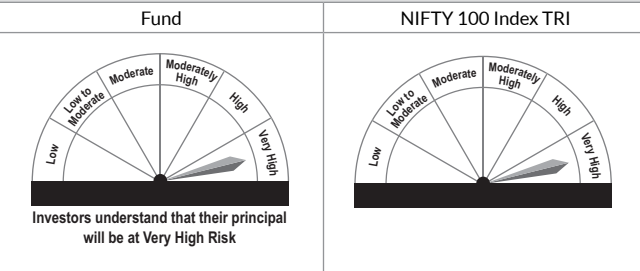 Fund
NIFTY 100 Index TRI
Low
Low to
Moderate
Moderate
Moderately
High
High
Very High
Low
Low to
Moderate
Moderate
Moderately
High
High
Very High
Investors understand that their principal
will be at Very High Risk